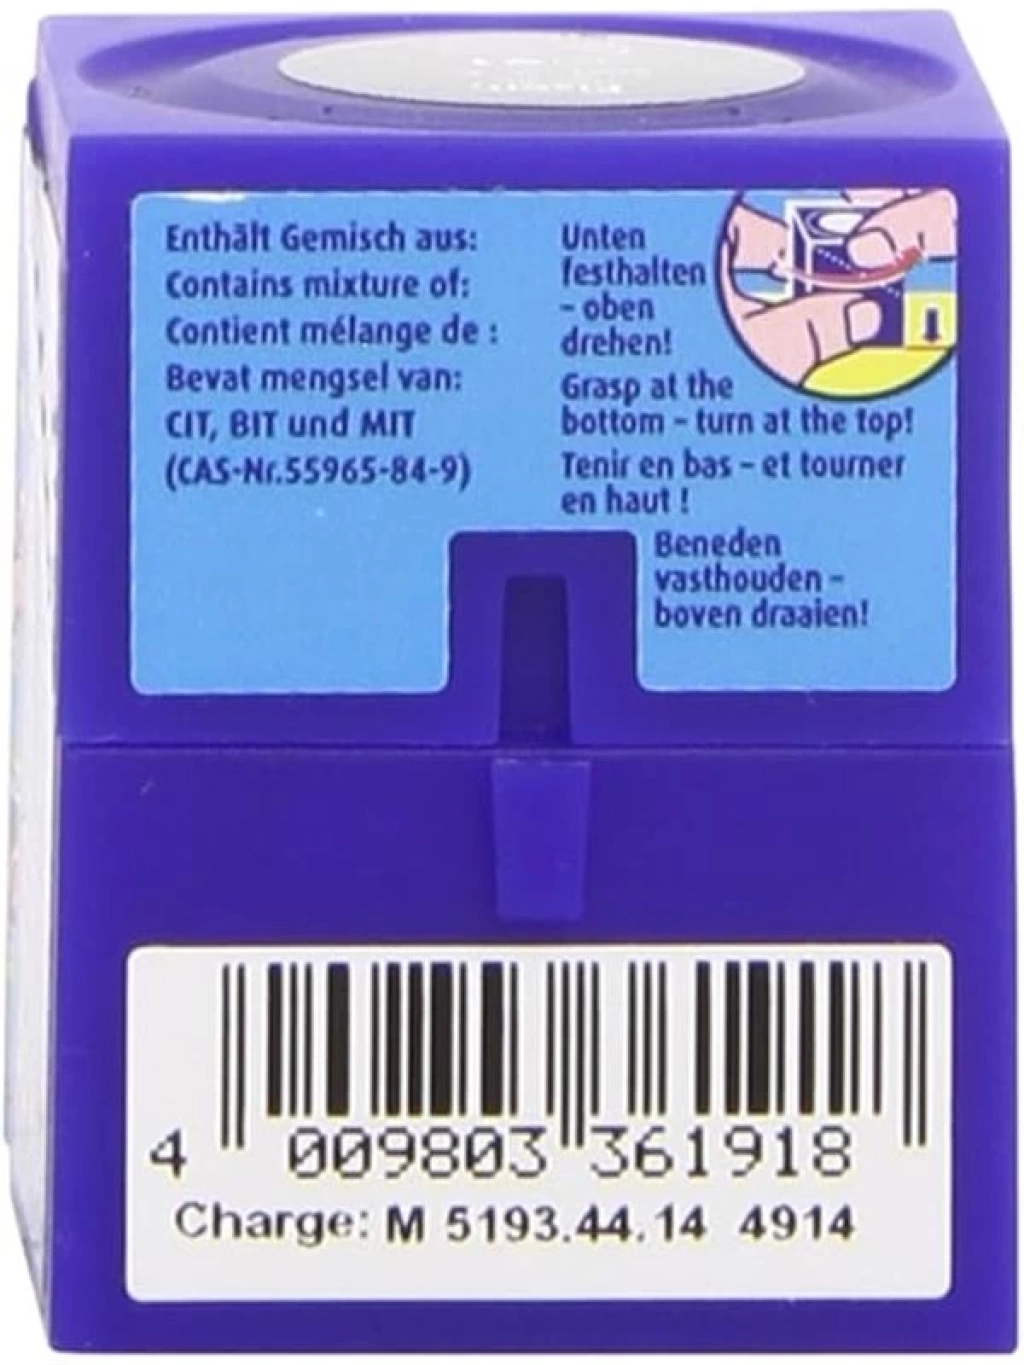 Enthält Gemisch aus:
Contains mixture of:
Contient mélange de :
Bevat mengsel van:
CIT, BIT und MIT
(CAS-Nr.55965-84-9)
Unten
festhalten
– oben
drehen!
Grasp at the
bottom – turn at the top!
Tenir en bas – et tourner
en haut !
Beneden
vasthouden –
boven draaien!
4 009803 361918
Charge: M 5193.44.14 4914